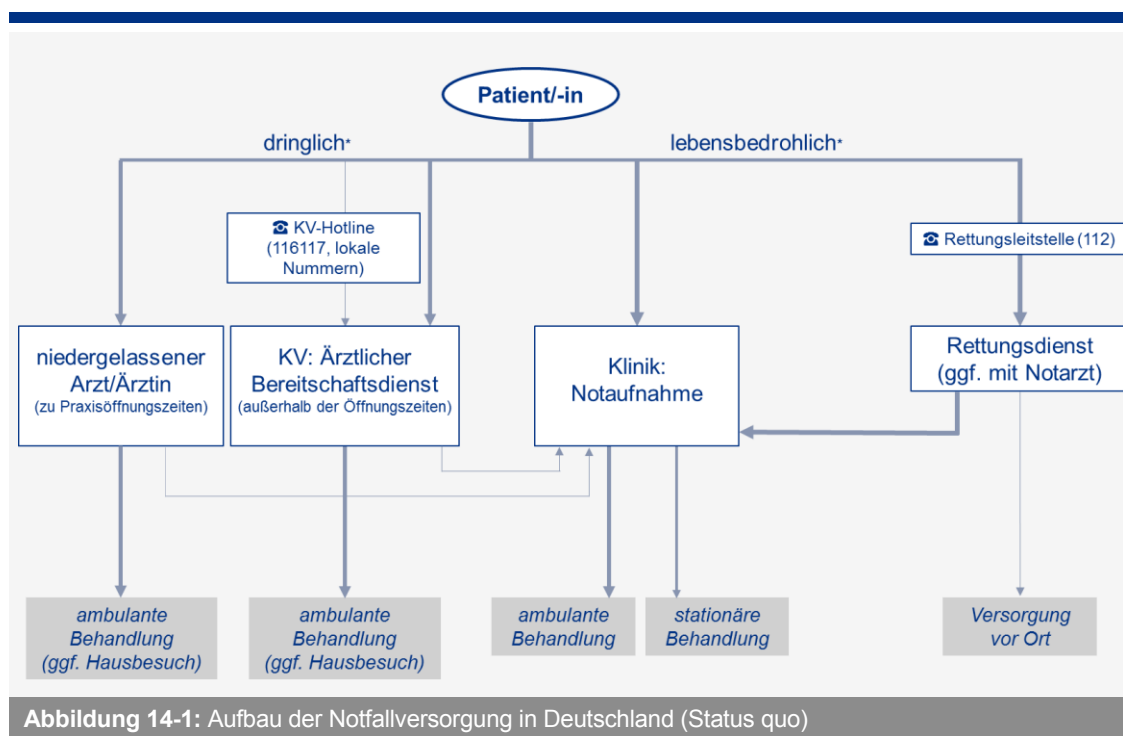 Patient/-in
dringlich*
lebensbedrohlich*
☎ KV-Hotline
(116117, lokale
Nummern)
☎ Rettungsleitstelle (112)
niedergelassener
Arzt/Ärztin
(zu Praxisöffnungszeiten)
KV: Ärztlicher
Bereitschaftsdienst
(außerhalb der Öffnungszeiten)
Klinik:
Notaufnahme
Rettungsdienst
(ggf. mit Notarzt)
ambulante
Behandlung
(ggf. Hausbesuch)
ambulante
Behandlung
(ggf. Hausbesuch)
ambulante
Behandlung
stationäre
Behandlung
Versorgung
vor Ort
Abbildung 14-1: Aufbau der Notfallversorgung in Deutschland (Status quo)